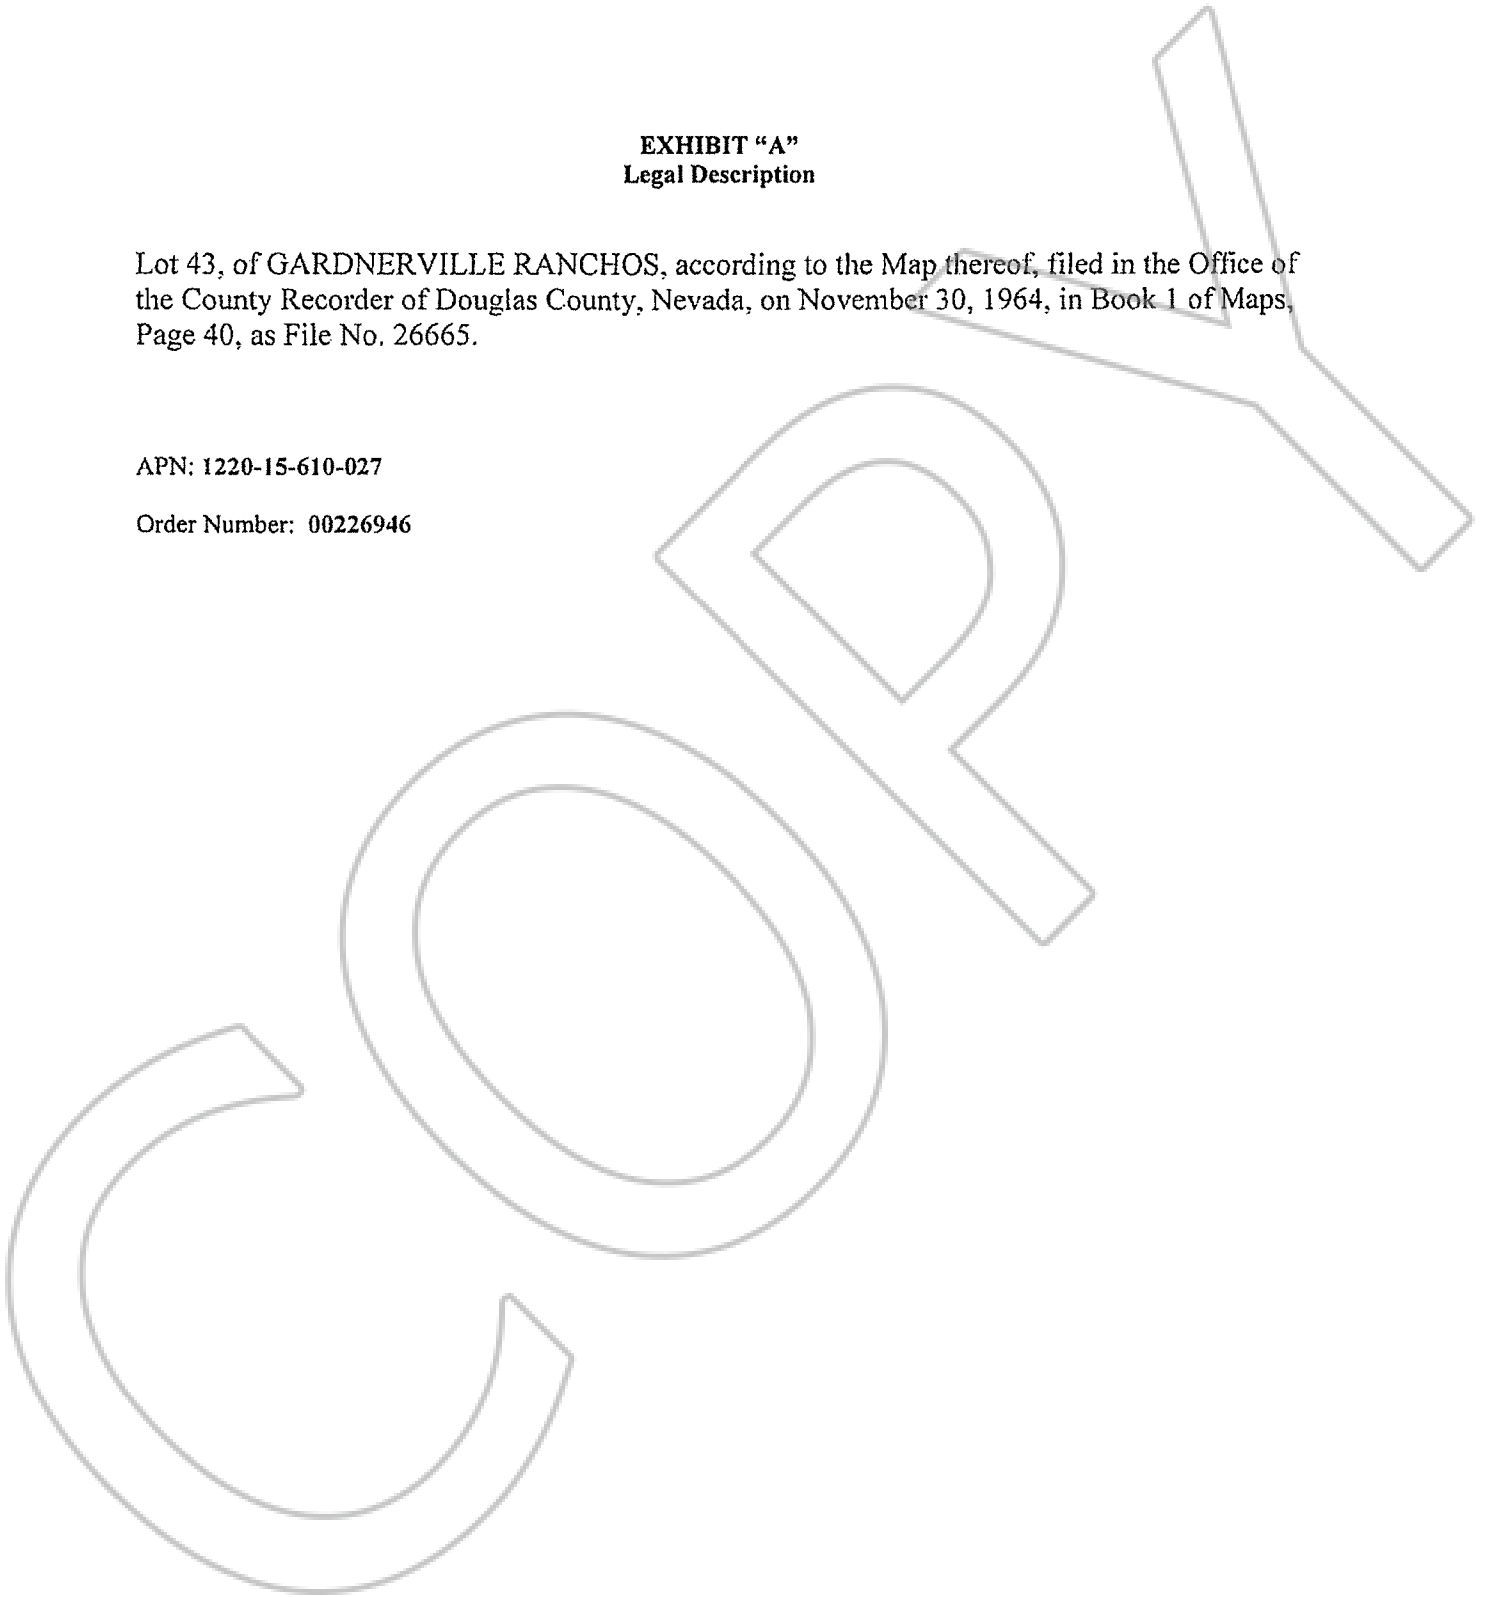 EXHIBIT “A”
Legal Description
Lot 43, of GARDNERVILLE RANCHOS, according to the Map thereof, filed in the Office of
the County Recorder of Douglas County, Nevada, on November 30, 1964, in Book 1 of Maps,
Page 40, as File No. 26665.
APN: 1220-15-610-027
Order Number: 00226946
COPY